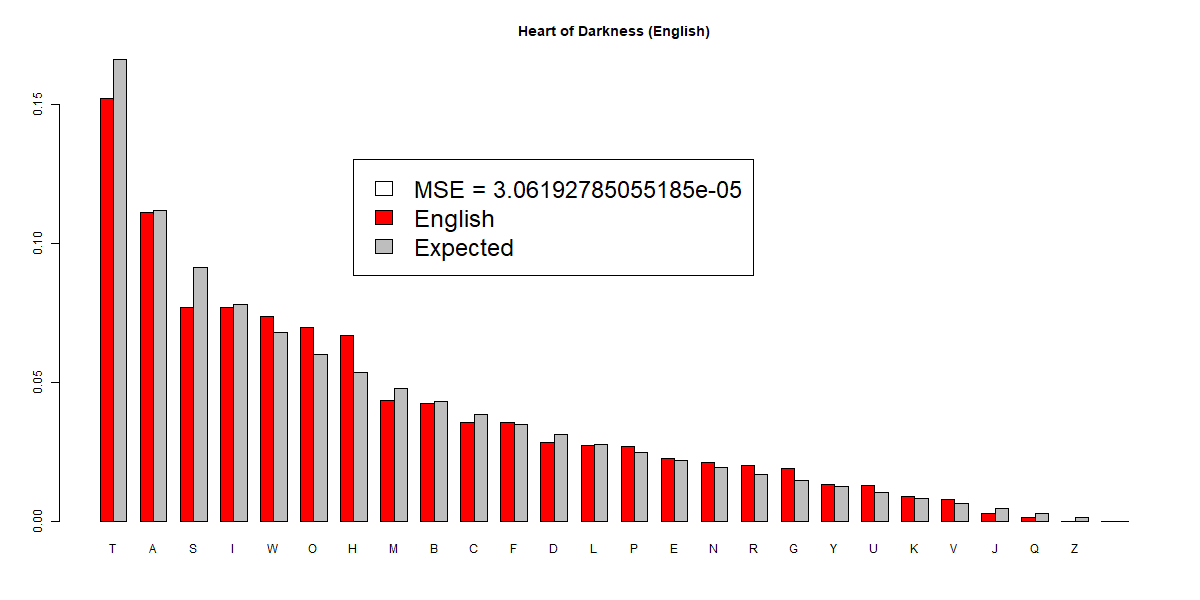 Heart of Darkness (English)
0.15
0.10
0.05
0.00
MSE = 3.06192785055185e-05
English
Expected
T A S I W O H M B C F D L P E N R G Y U K V J Q Z